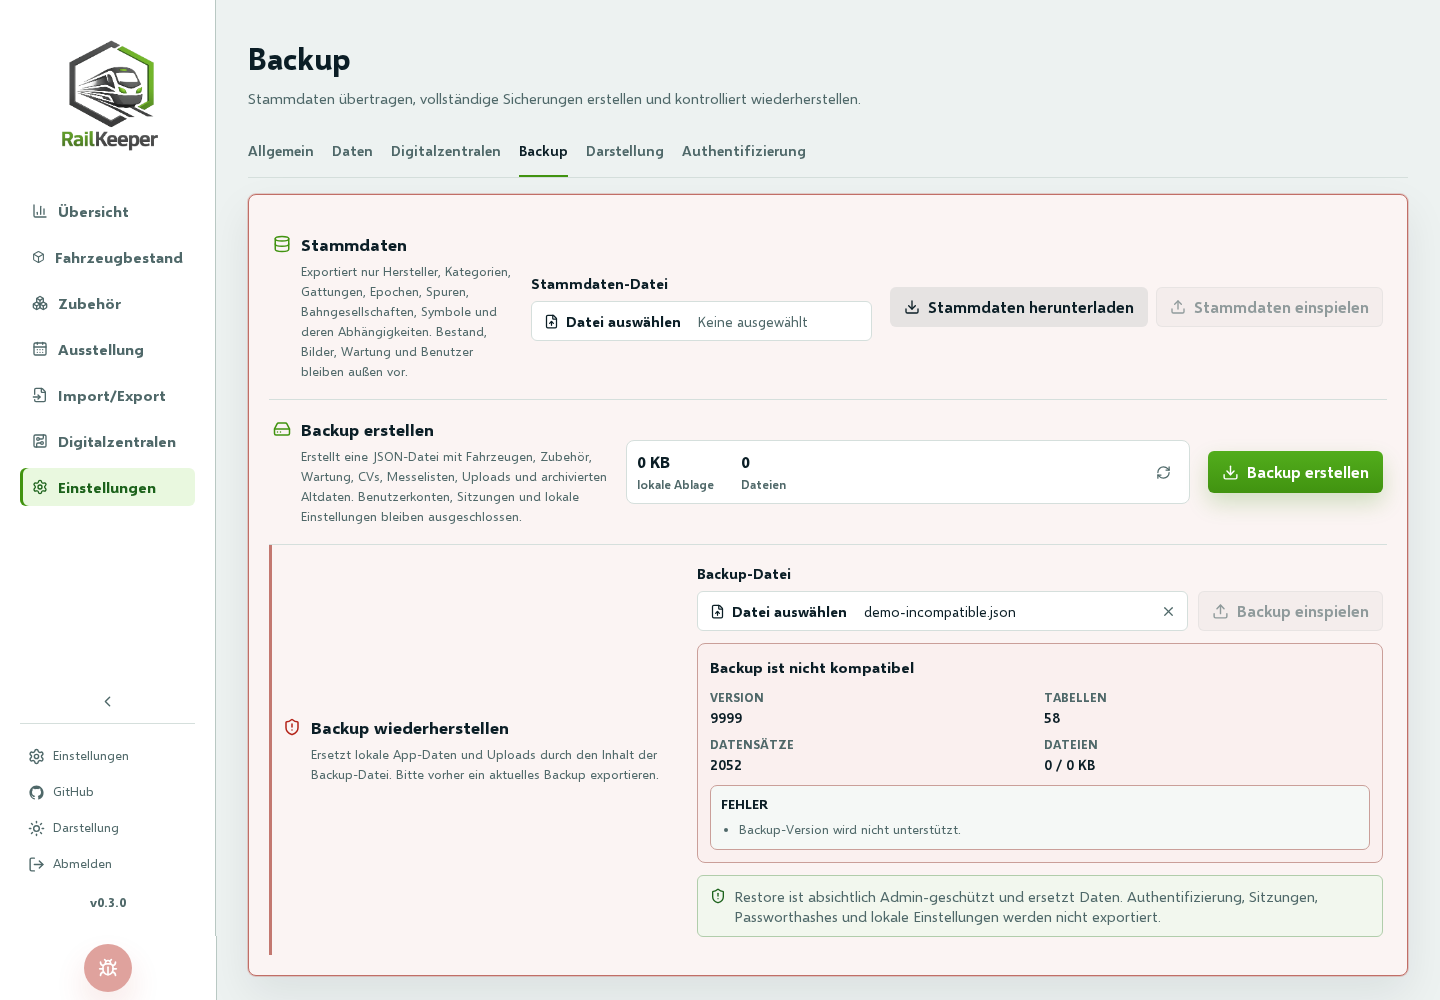 RailKeeper
Übersicht
Fahrzeugbestand
Zubehör
Ausstellung
Import/Export
Digitalzentralen
Einstellungen
Einstellungen
GitHub
Darstellung
Abmelden
v0.3.0
Backup
Stammdaten übertragen, vollständige Sicherungen erstellen und kontrolliert wiederherstellen.
Allgemein Daten Digitalzentralen Backup Darstellung Authentifizierung
Stammdaten
Exportiert nur Hersteller, Kategorien,
Gattungen, Epochen, Spuren,
Bahngesellschaften, Symbole und
deren Abhängigkeiten. Bestand,
Bilder, Wartung und Benutzer
bleiben außen vor.
Stammdaten-Datei
Datei auswählen Keine ausgewählt
Stammdaten herunterladen
Stammdaten einspielen
Backup erstellen
Erstellt eine JSON-Datei mit Fahrzeugen, Zubehör,
Wartung, CVs, Messelisten, Uploads und archivierten
Altdaten. Benutzerkonten, Sitzungen und lokale
Einstellungen bleiben ausgeschlossen.
0 KB 0
lokale Ablage Dateien
Backup erstellen
Backup wiederherstellen
Ersetzt lokale App-Daten und Uploads durch den Inhalt der
Backup-Datei. Bitte vorher ein aktuelles Backup exportieren.
Backup-Datei
Datei auswählen demo-incompatible.json
Backup einspielen
Backup ist nicht kompatibel
VERSION TABELLEN
9999 58
DATENSÄTZE DATEIEN
2052 0 / 0 KB
FEHLER
• Backup-Version wird nicht unterstützt.
Restore ist absichtlich Admin-geschützt und ersetzt Daten. Authentifizierung, Sitzungen,
Passworthashes und lokale Einstellungen werden nicht exportiert.